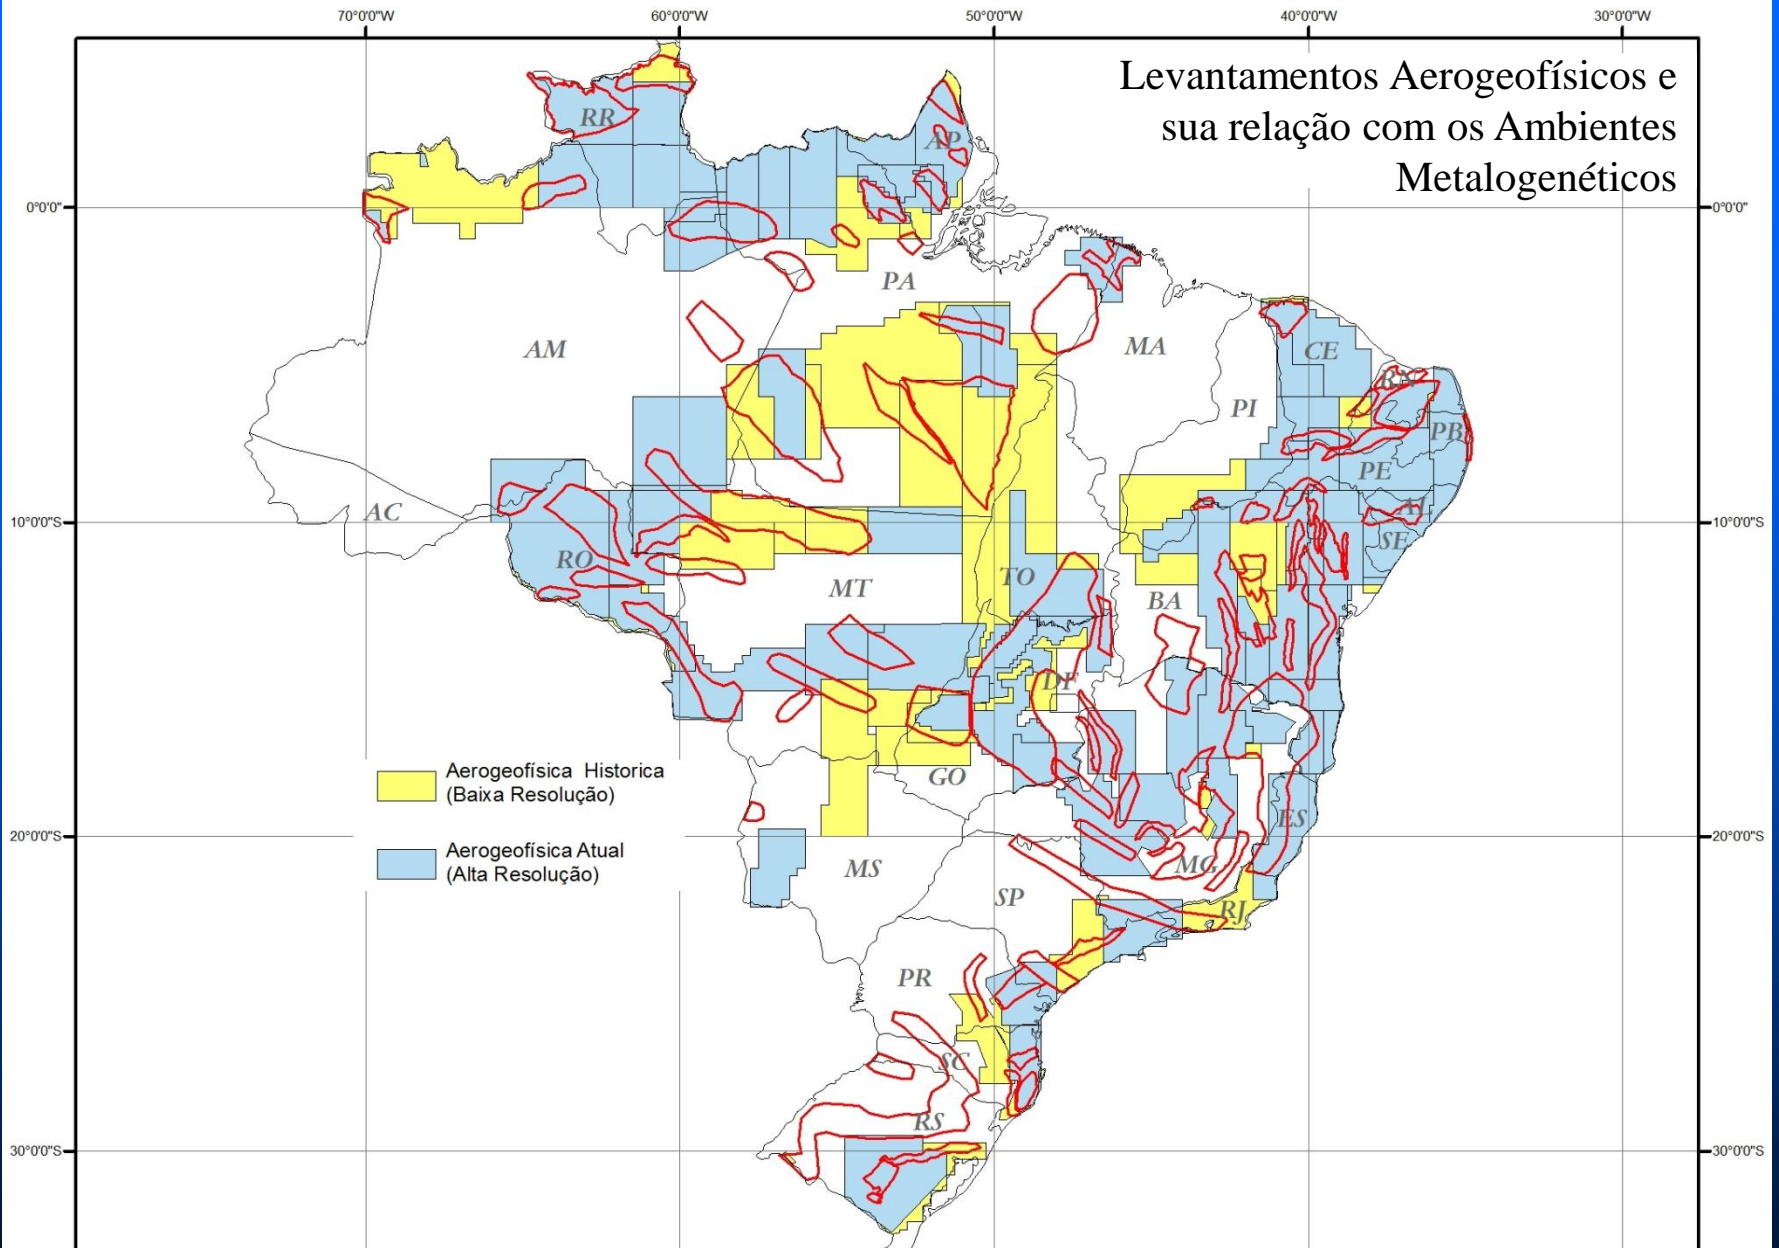 70°0'0"W 60°0'0"W 50°0'0"W 40°0'0"W 30°0'0"W
Levantamentos Aerogeofísicos e
sua relação com os Ambientes
Metalogenéticos
RR
AP
0°0'0" 0°0'0"
PA
AM
MA
CE
RN
PI
PB
PE
AC
AL
10°0'0"S 10°0'0"S
SE
RO
TO
MT
BA
DF
Aerogeofísica Historica
(Baixa Resolução)
GO
ES
20°0'0"S 20°0'0"S
Aerogeofísica Atual
(Alta Resolução)
MS
MG
SP
RJ
PR
SC
RS
30°0'0"S 30°0'0"S